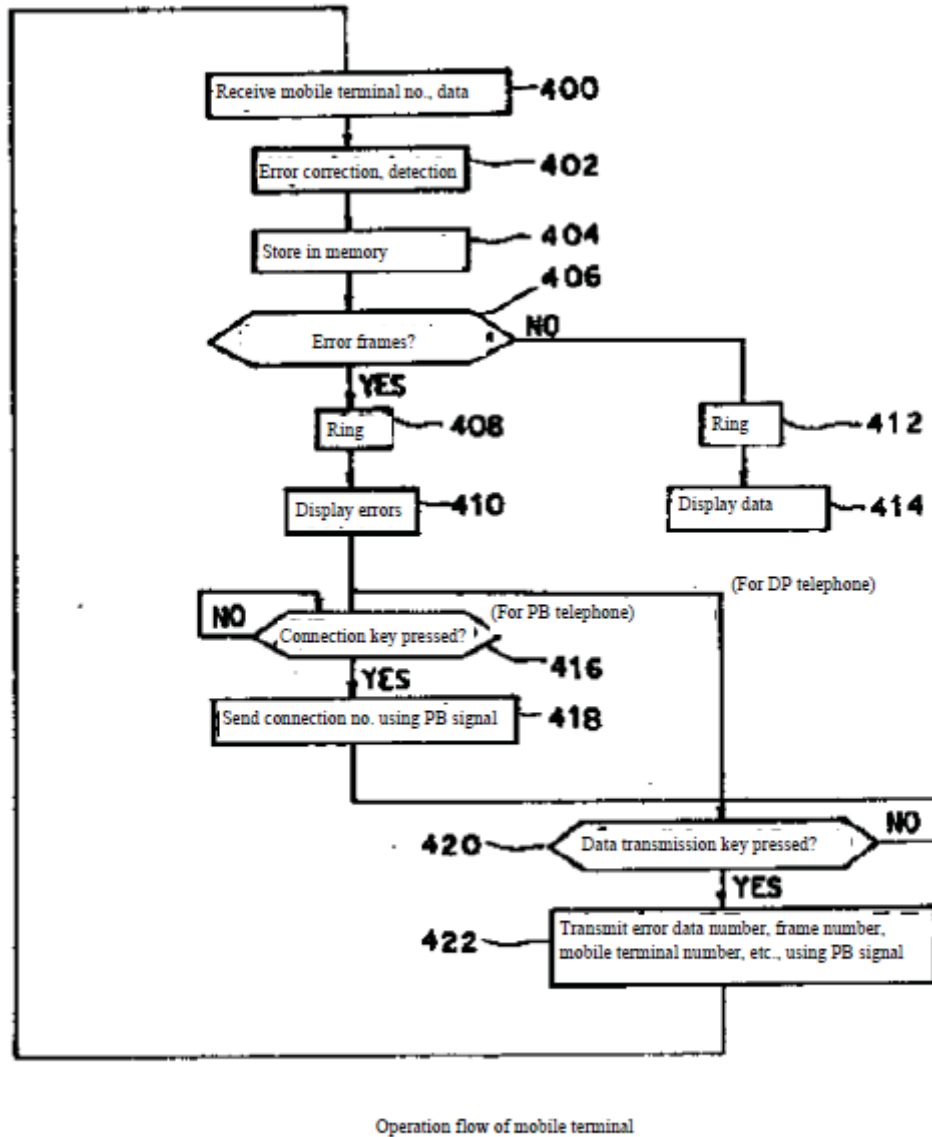 Receive mobile terminal no., data
400
Error correction, detection
402
Store in memory
404
406
Error frames?
NO
YES
Ring
408
Ring
412
Display errors
410
Display data
414
(For DP telephone)
(For PB telephone)
NO
Connection key pressed?
416
YES
Send connection no. using PB signal
418
420
Data transmission key pressed?
NO
YES
422
Transmit error data number, frame number,
mobile terminal number, etc., using PB signal
Operation flow of mobile terminal